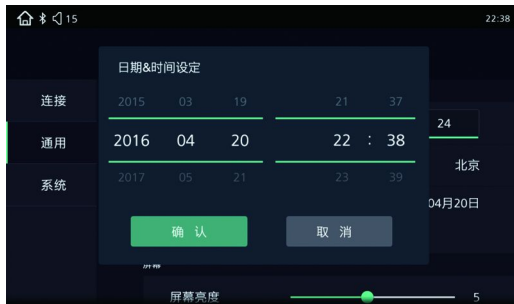 15
22:38
日期&时间设定
连接
通用
系统
2015 03 19 21 37
2016 04 20 22 : 38
2017 05 21 23 39
24
北京
04月20日
确 认 取 消
屏幕
屏幕亮度 5